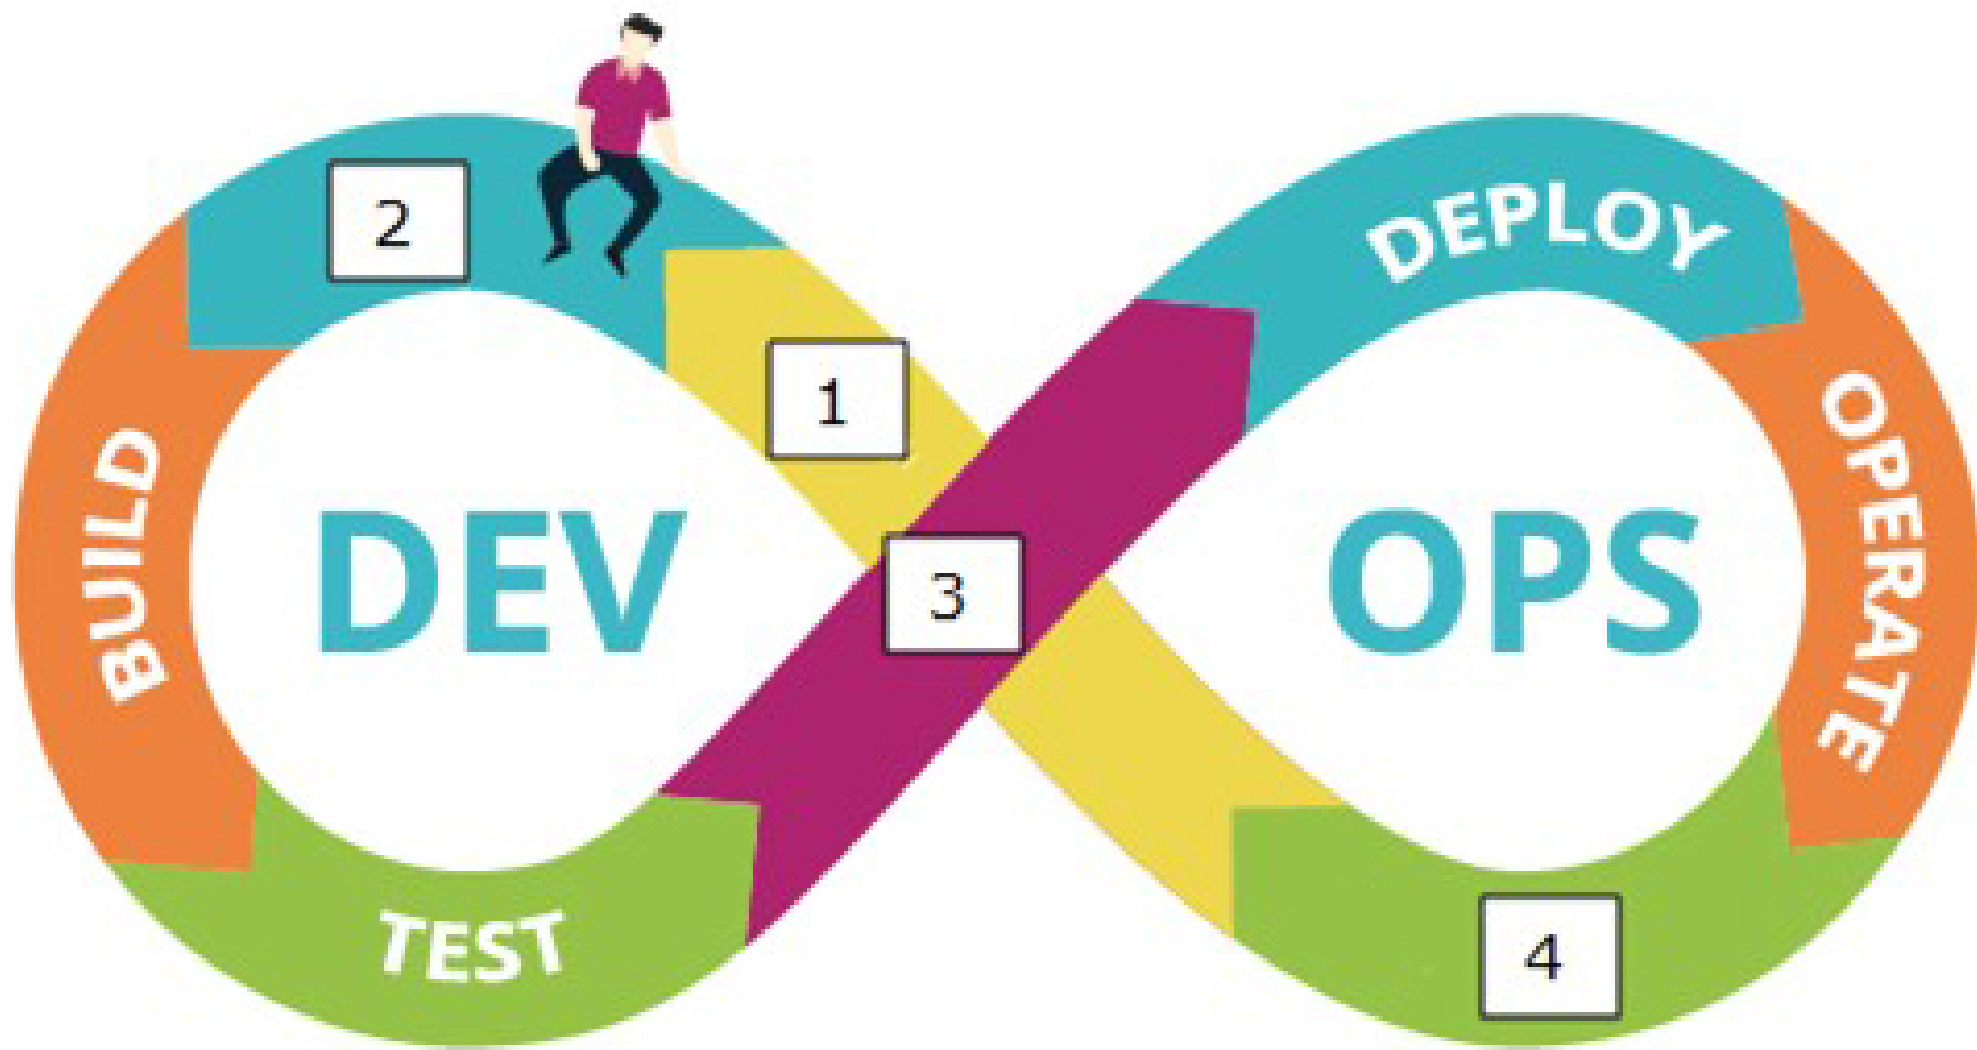 2
1
3
4
BUILD
TEST
DEV
OPS
DEPLOY
OPERATE